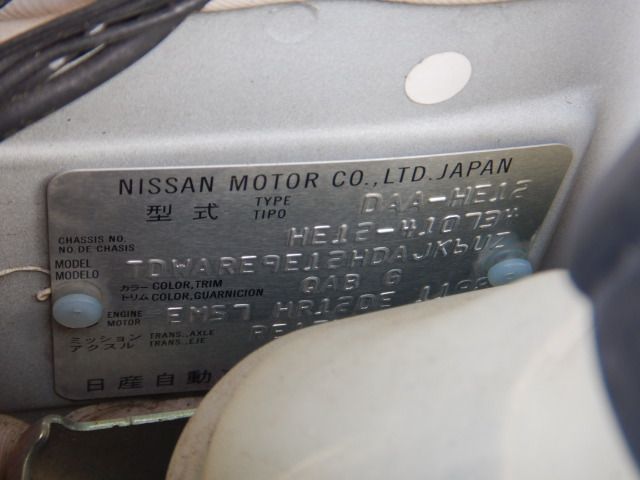 NISSAN MOTOR CO., LTD. JAPAN
型式 TYPE TIPO DAA-HE12
CHASSIS NO. NO. DE CHASIS HE12-410734
MODEL MODELO
カラー COLOR, TRIM QAB G
トリム COLOR, GUARNICION
ENGINE MOTOR EM57 HR12DE
ミッション TRANS., AXLE
アクスル TRANS., EJE
日産自動